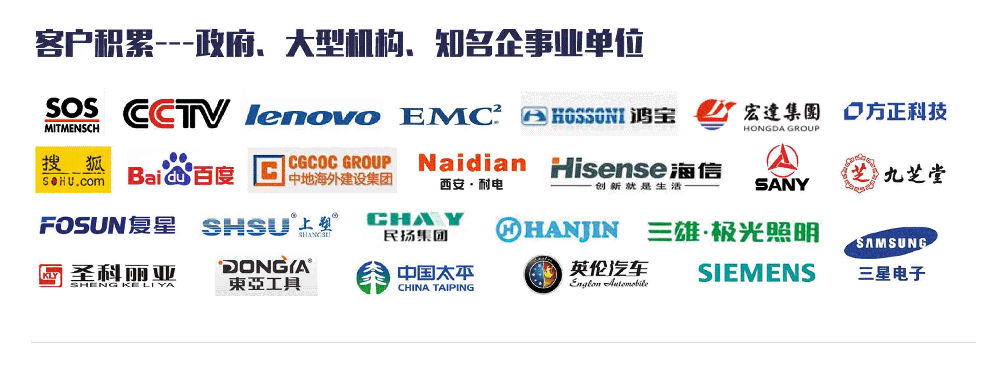 客户积累---政府、大型机构、知名企事业单位
SOS
MITMENSCH
CCTV
lenovo
EMC²
HOSSONI 鸿宝
宏達集團
HONGDA GROUP
方正科技
搜狐
SOHU.com
Bai du 百度
CGCOC GROUP
中地海外建设集团
Naidian
西安·耐电
Hisense 海信
创新就是生活
SANY
芝
九芝堂
FOSUN 复星
SHSU® 上塑®
SHANGSU
民扬集团
HANJIN
三雄·极光照明
SAMSUNG
三星电子
KLY
圣科丽亚
SHENG KE LI YA
DONGYA
東亞工具
中国太平
CHINA TAIPING
英伦汽车
Englon Automobile
SIEMENS